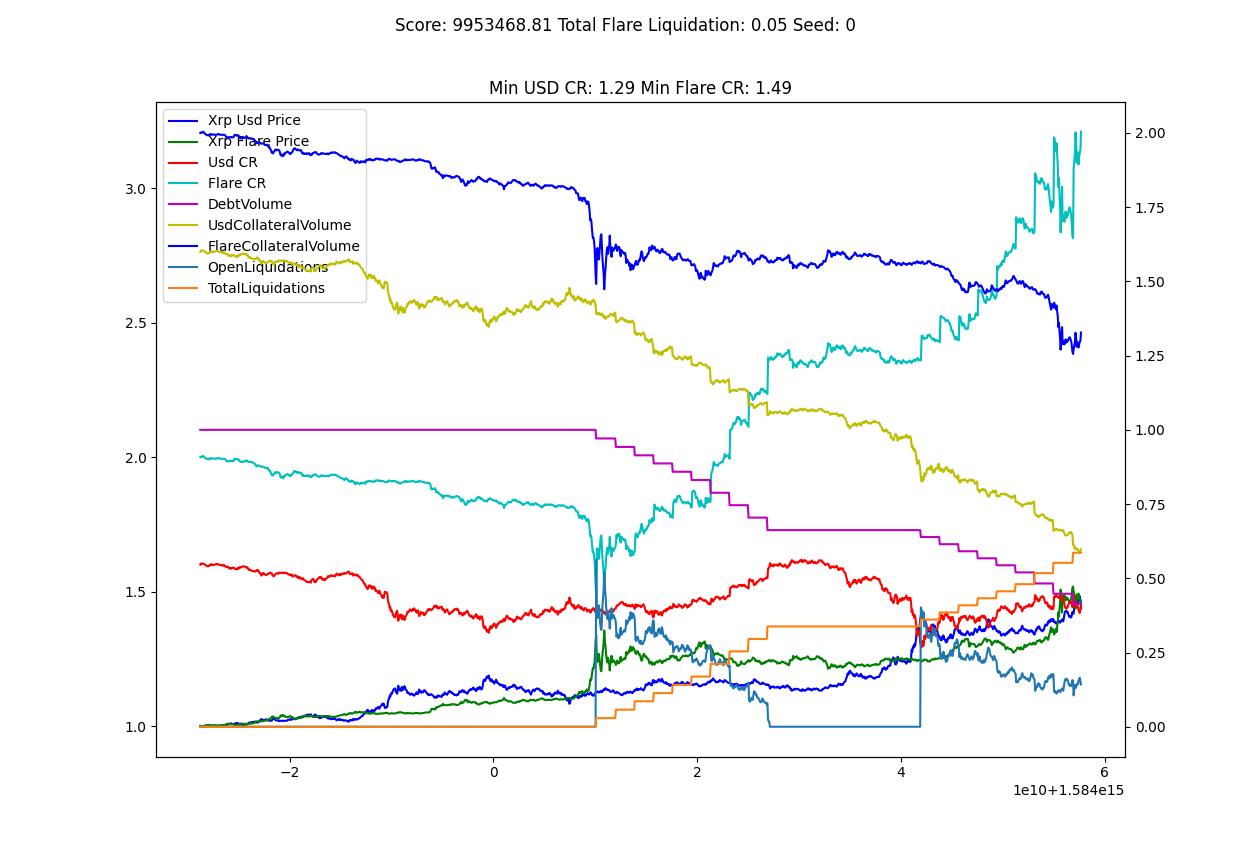 Score: 9953468.81 Total Flare Liquidation: 0.05 Seed: 0
Min USD CR: 1.29 Min Flare CR: 1.49
Xrp Usd Price
Xrp Flare Price
Usd CR
Flare CR
DebtVolume
UsdCollateralVolume
FlareCollateralVolume
OpenLiquidations
TotalLiquidations
3.0
2.5
2.0
1.5
1.0
2.00
1.75
1.50
1.25
1.00
0.75
0.50
0.25
0.00
−2 0 2 4 6
1e10+1.584e15